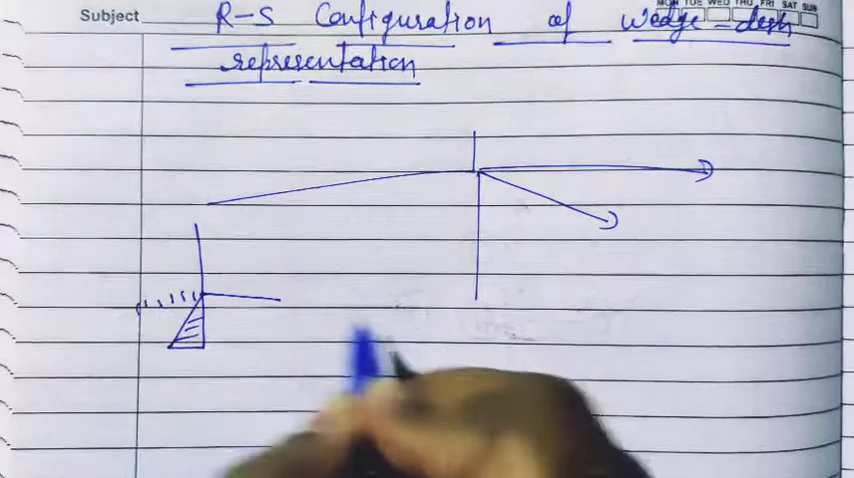 MON TUE WED THU FRI SAT SUN
Subject
R-S Configuration of wedge-dash
representation